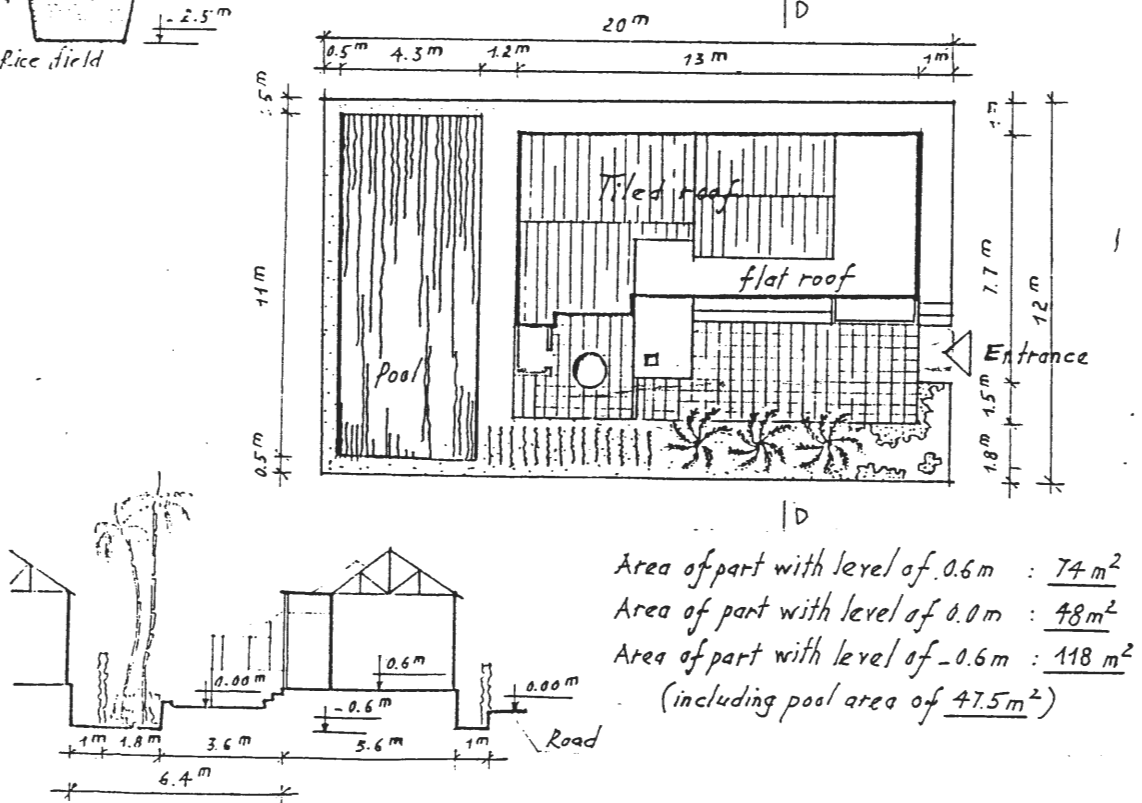 - 2.5 m
Rice field
D
20 m
0.5 m 4.3 m 1.2 m 13 m 1 m
Tiled roof
flat roof
11 m
7.7 m
12 m
Pool
Entrance
1.5 m
0.5 m
1.8 m
D
Area of part with level of 0.6 m : 74 m²
Area of part with level of 0.0 m : 48 m²
Area of part with level of -0.6 m : 118 m²
(including pool area of 47.5 m²)
0.00 m
0.6 m
0.00 m
- 0.6 m
Road
1 m 1.8 m 3.6 m 5.6 m 1 m
6.4 m